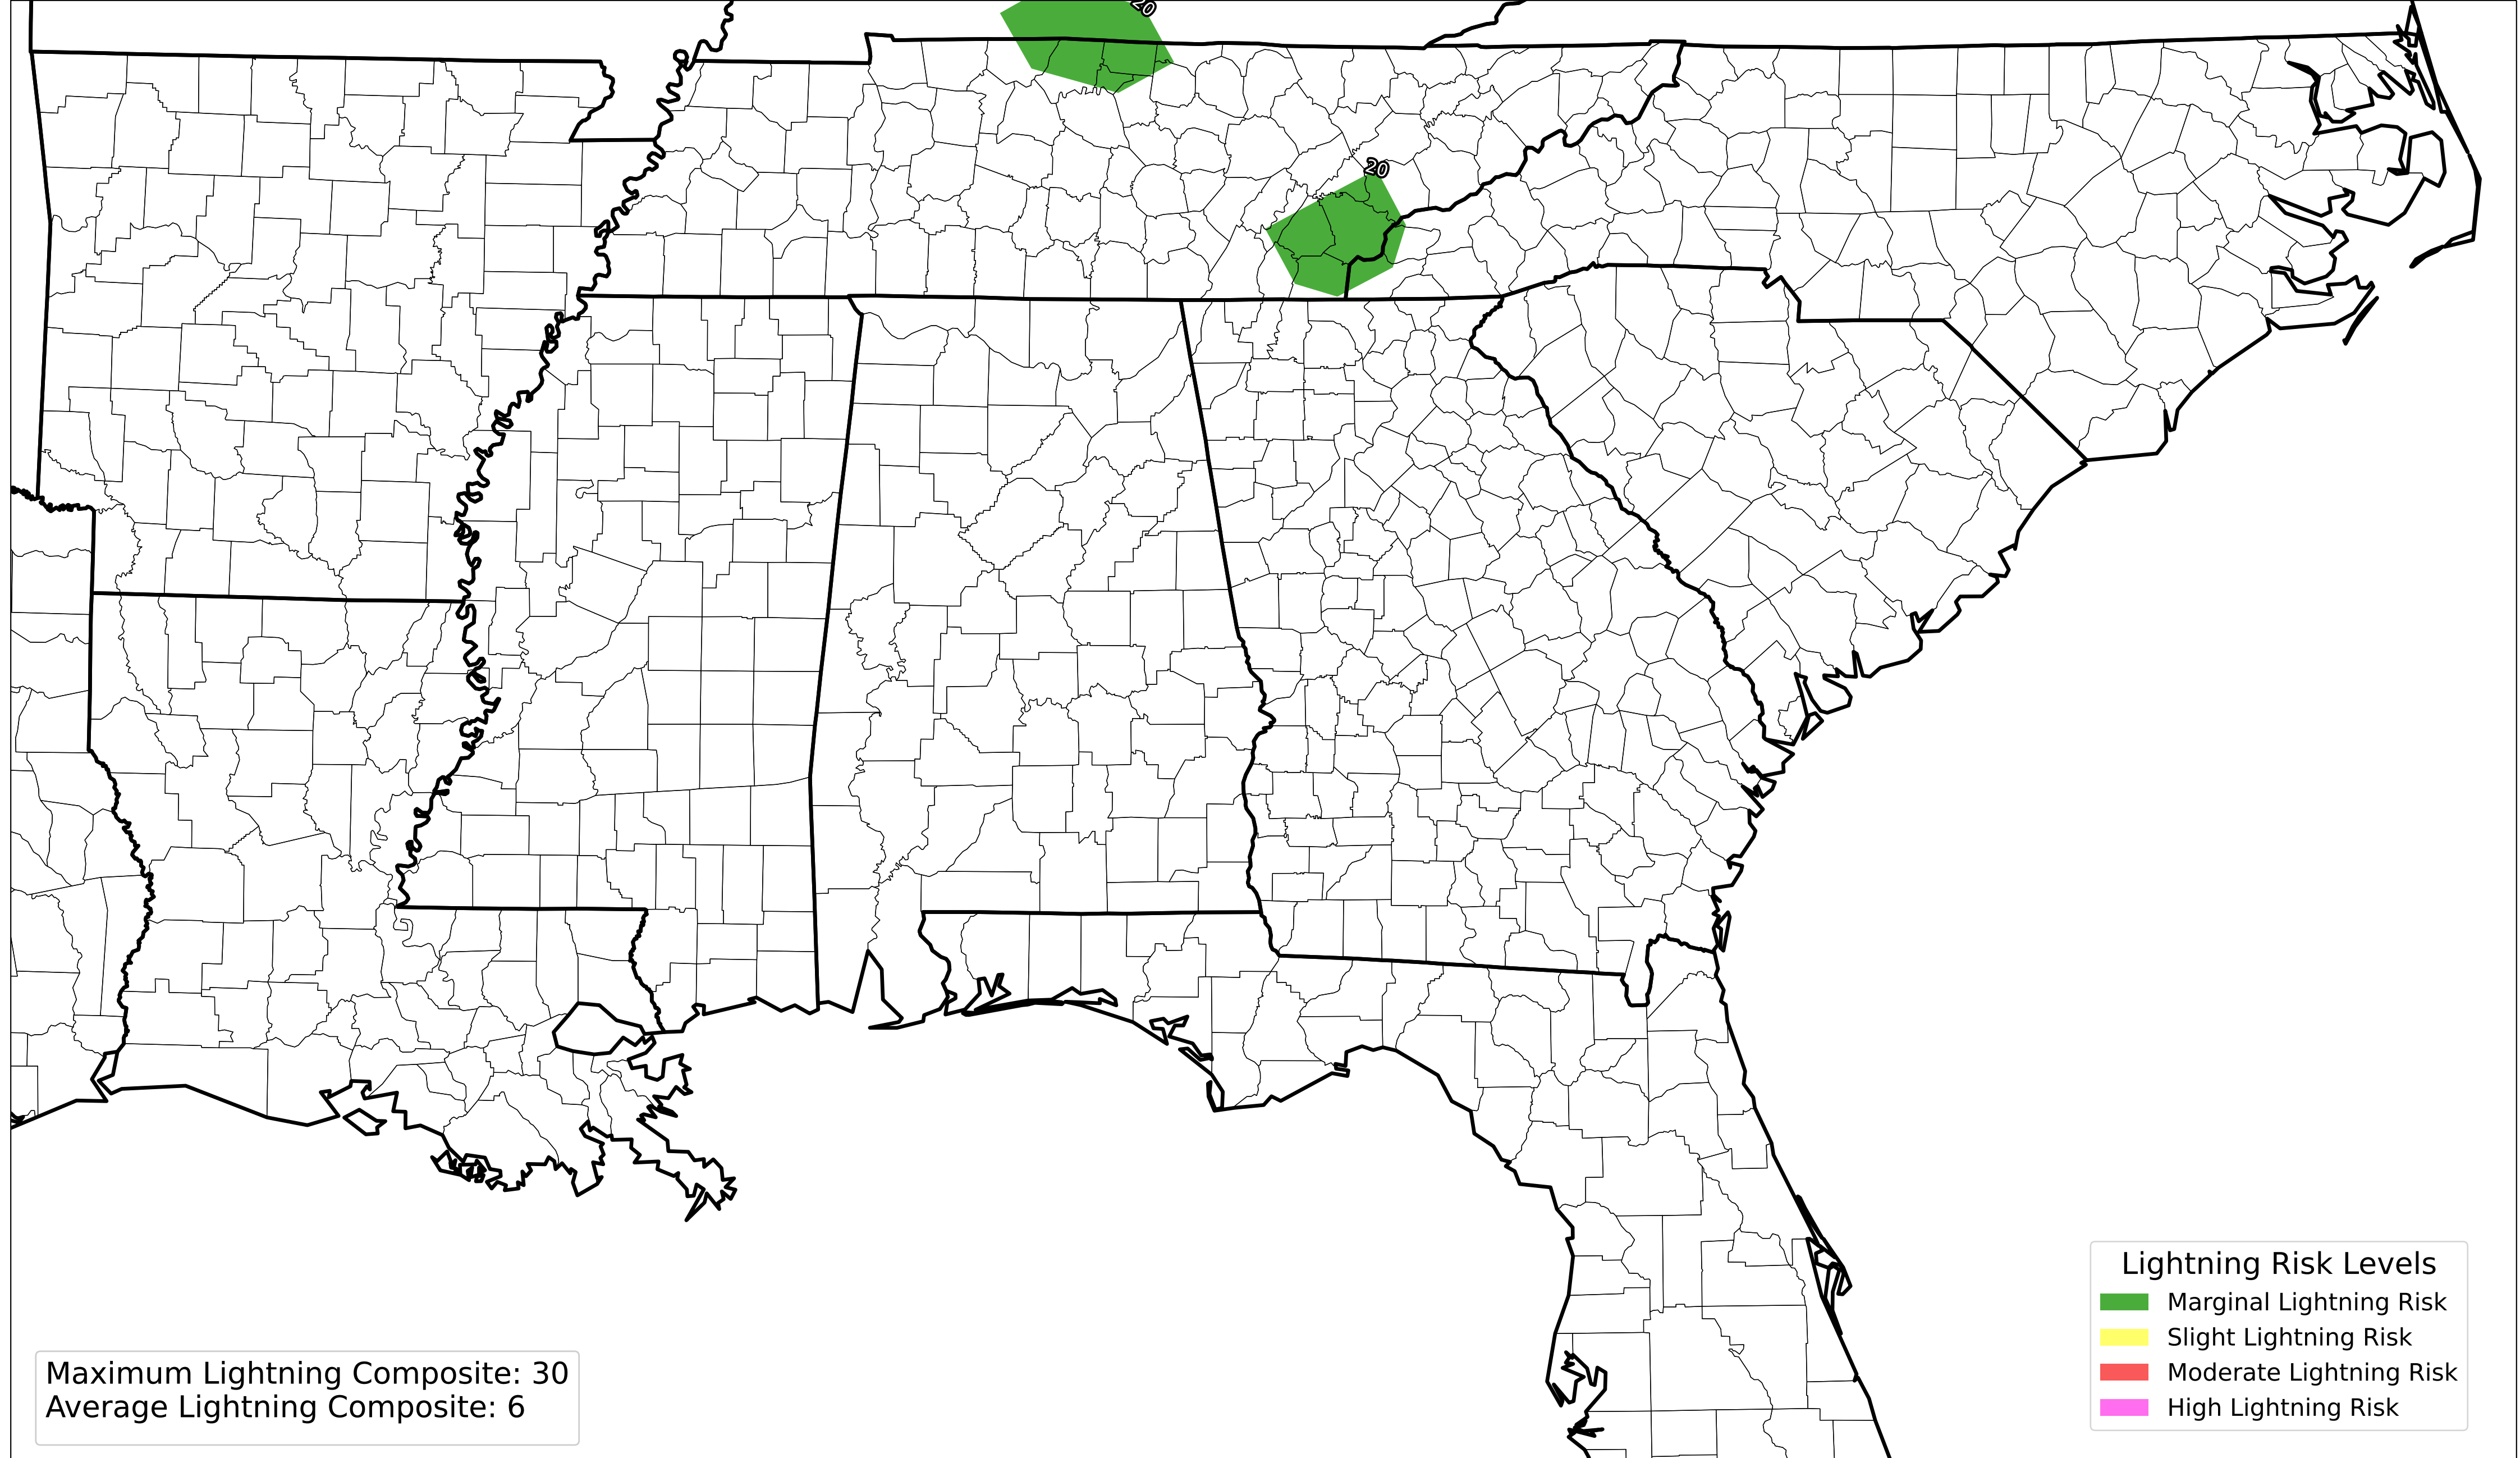 20
20
Lightning Risk Levels
Marginal Lightning Risk
Slight Lightning Risk
Moderate Lightning Risk
High Lightning Risk
Maximum Lightning Composite: 30
Average Lightning Composite: 6